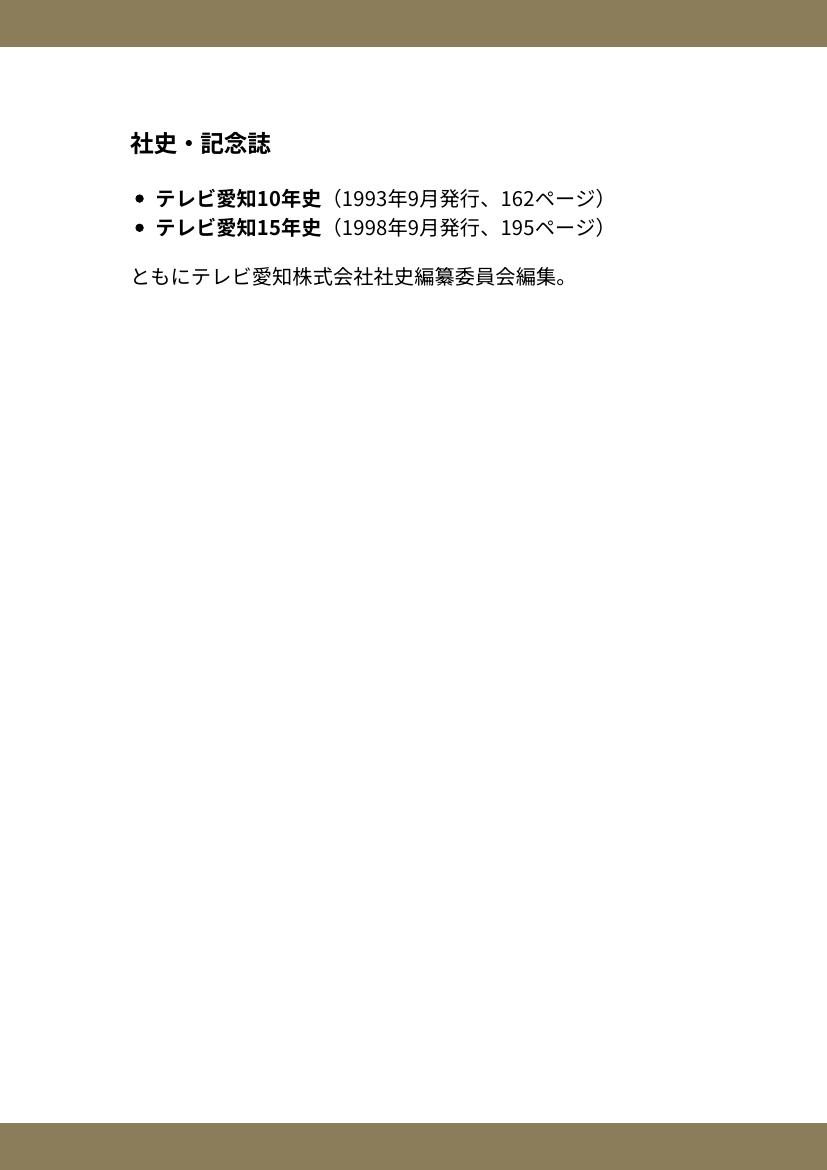 社史・記念誌
• テレビ愛知10年史（1993年9月発行、162ページ）
• テレビ愛知15年史（1998年9月発行、195ページ）
ともにテレビ愛知株式会社社史編纂委員会編集。